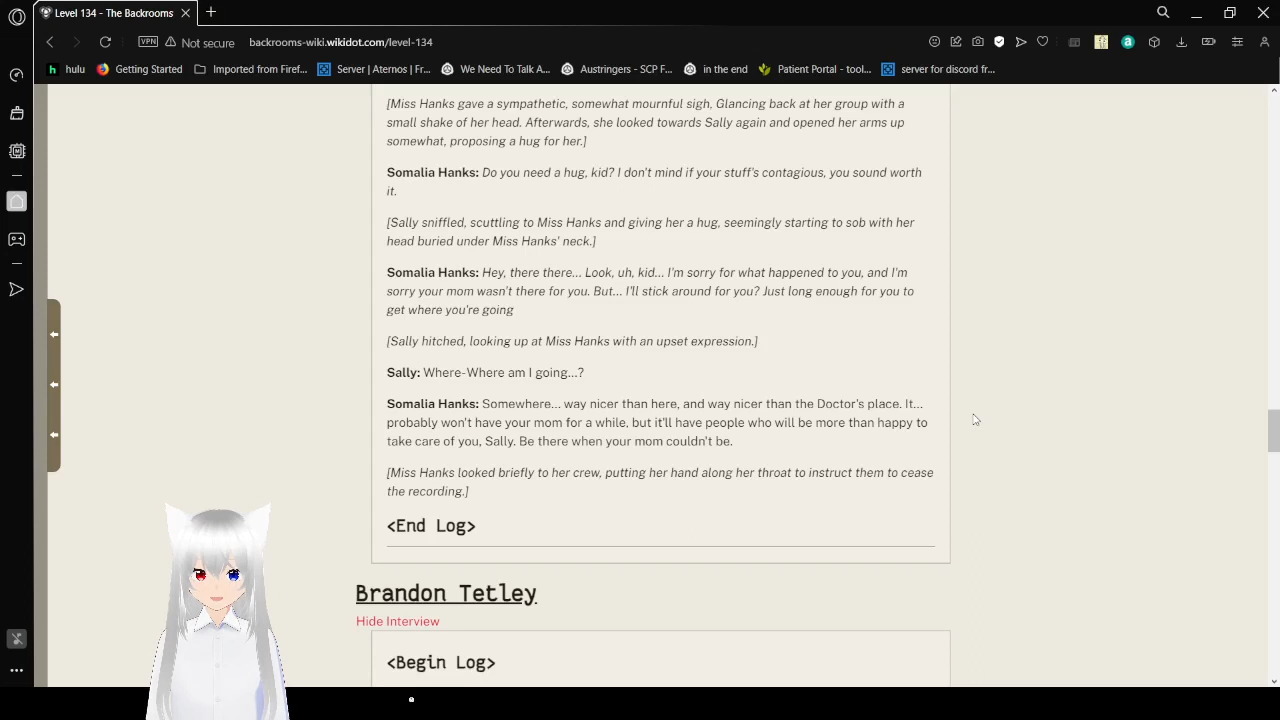 Level 134 - The Backrooms
VPN Not secure backrooms-wiki.wikidot.com/level-134
hulu Getting Started Imported from Firef... Server | Aternos | Fr... We Need To Talk A... Austringers - SCP F... in the end Patient Portal - tool... server for discord fra...
[Miss Hanks gave a sympathetic, somewhat mournful sigh, Glancing back at her group with a
small shake of her head. Afterwards, she looked towards Sally again and opened her arms up
somewhat, proposing a hug for her.]
Somalia Hanks: Do you need a hug, kid? I don't mind if your stuff's contagious, you sound worth
it.
[Sally sniffled, scuttling to Miss Hanks and giving her a hug, seemingly starting to sob with her
head buried under Miss Hanks' neck.]
Somalia Hanks: Hey, there there... Look, uh, kid... I'm sorry for what happened to you, and I'm
sorry your mom wasn't there for you. But... I'll stick around for you? Just long enough for you to
get where you're going
[Sally hitched, looking up at Miss Hanks with an upset expression.]
Sally: Where-Where am I going...?
Somalia Hanks: Somewhere... way nicer than here, and way nicer than the Doctor's place. It...
probably won't have your mom for a while, but it'll have people who will be more than happy to
take care of you, Sally. Be there when your mom couldn't be.
[Miss Hanks looked briefly to her crew, putting her hand along her throat to instruct them to cease
the recording.]
<End Log>
Brandon Tetley
Hide Interview
<Begin Log>